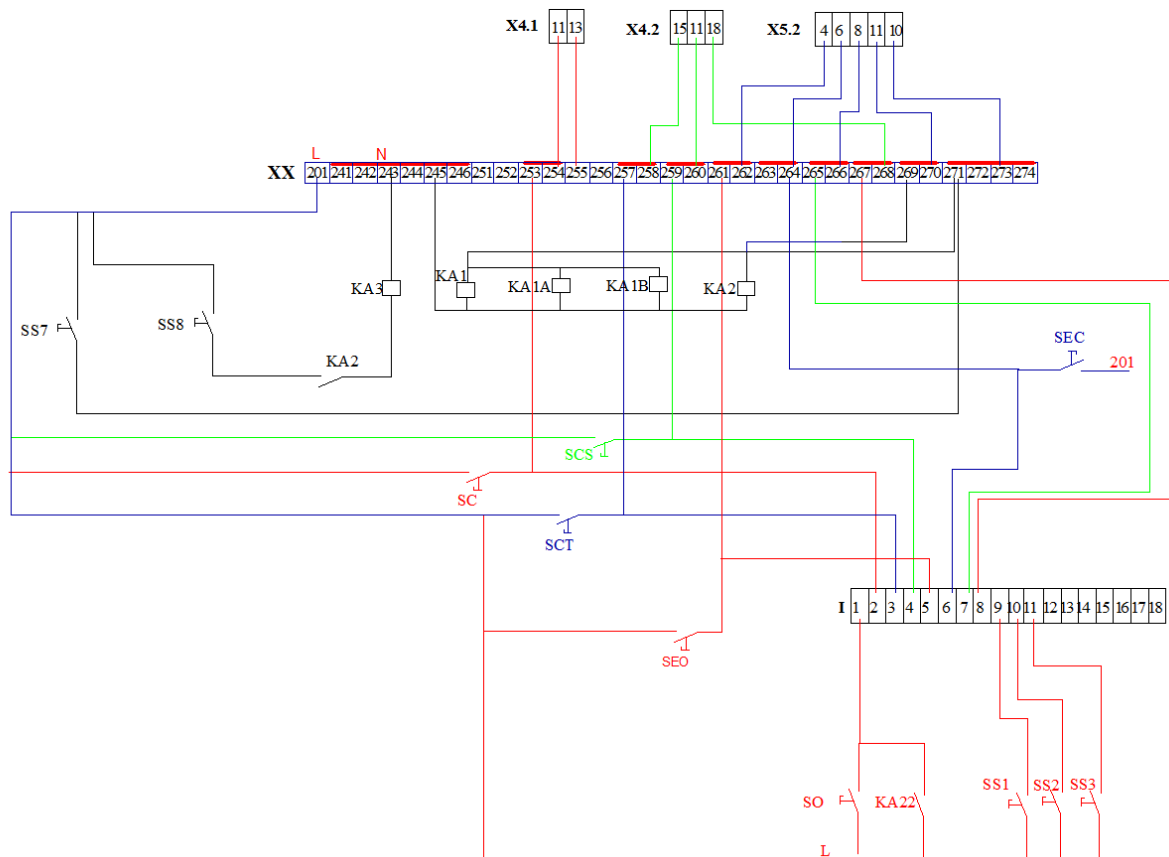 X4.1 11 13 X4.2 15 11 18 X5.2 4 6 8 11 10
L N
XX 201 241 242 243 244 245 246 251 252 253 254 255 256 257 258 259 260 261 262 263 264 265 266 267 268 269 270 271 272 273 274
KA3 KA1 KA1A KA1B KA2
SS7 SS8
SEC
KA2 201
SCS
SC
SCT
I 1 2 3 4 5 6 7 8 9 10 11 12 13 14 15 16 17 18
SEO
SO KA22 SS1 SS2 SS3
L